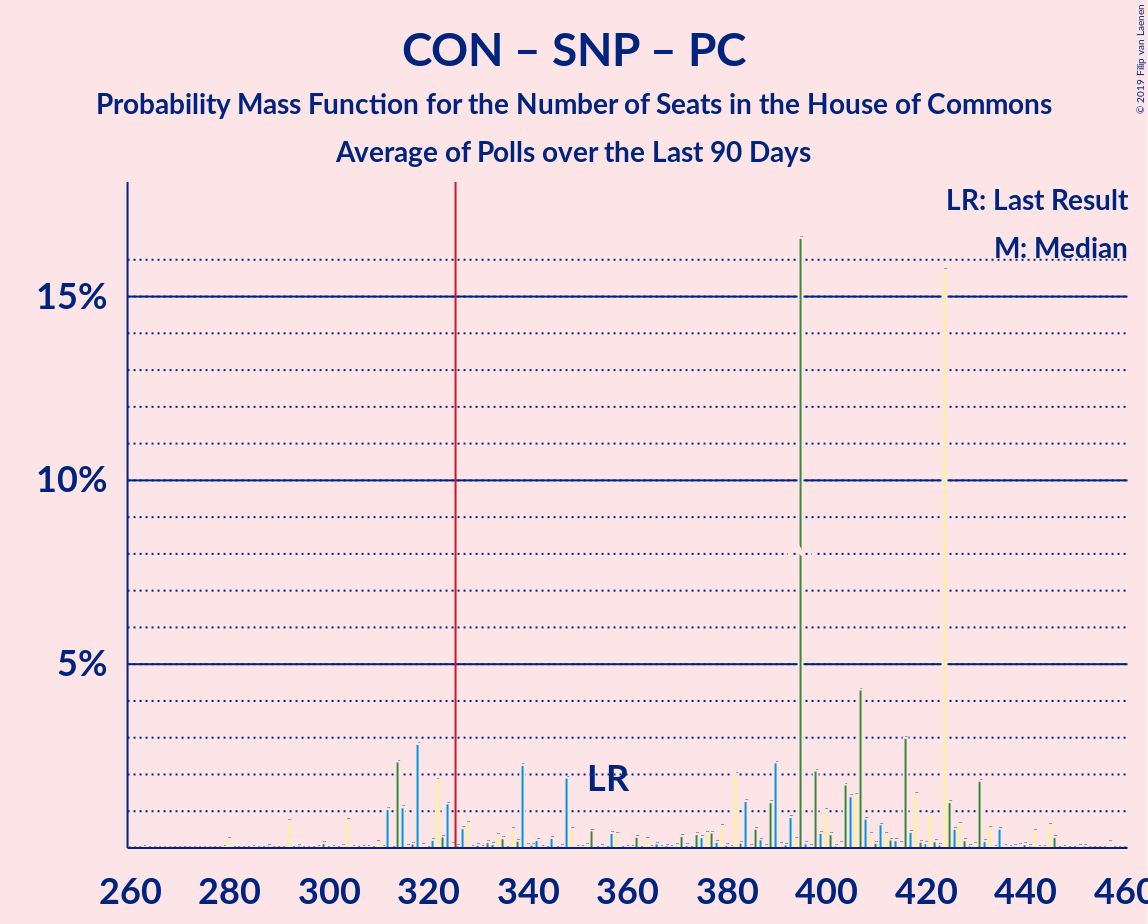 CON – SNP – PC
Probability Mass Function for the Number of Seats in the House of Commons
Average of Polls over the Last 90 Days
© 2019 Filip van Laenen
LR: Last Result
M: Median
15%
10%
5%
LR
260 280 300 320 340 360 380 400 420 440 460